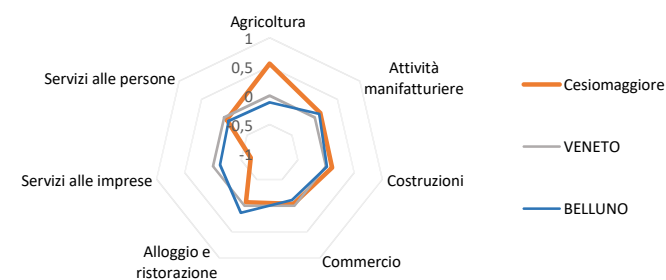 Agricoltura
1
0,5
0
-0,5
-1
Attività
manifatturiere
Costruzioni
Commercio
Alloggio e
ristorazione
Servizi alle imprese
Servizi alle persone
Cesiomaggiore
VENETO
BELLUNO